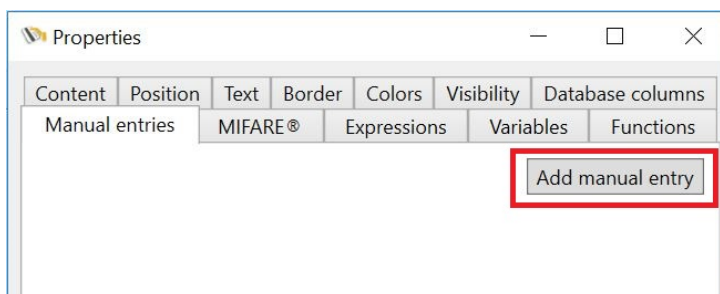 Properties
Content Position Text Border Colors Visibility Database columns
Manual entries MIFARE® Expressions Variables Functions
Add manual entry